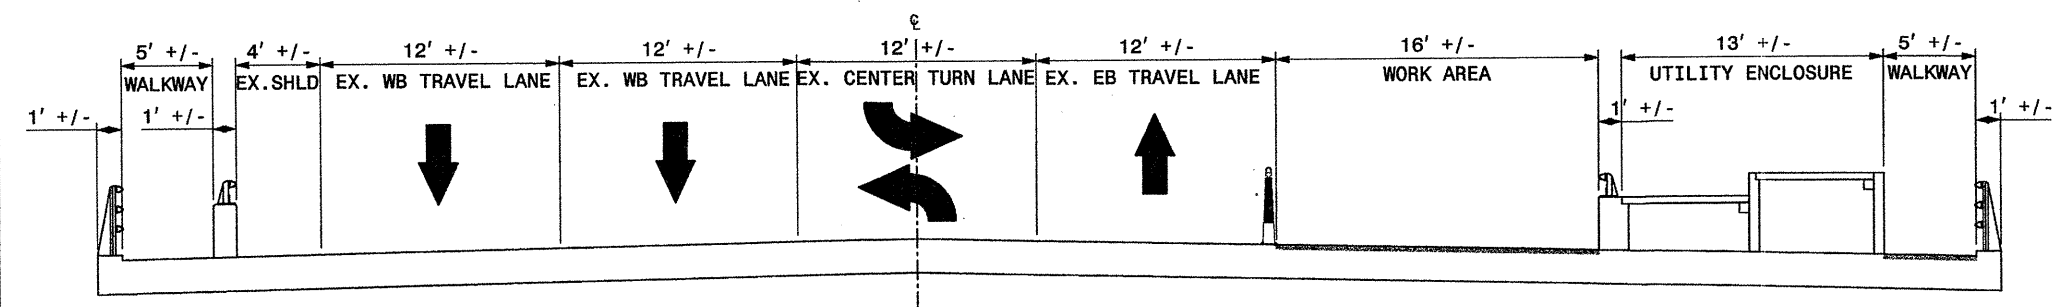 ℄
5' +/-
4' +/-
12' +/-
12' +/-
12' +/-
12' +/-
16' +/-
13' +/-
5' +/-
WALKWAY
EX.SHLD
EX. WB TRAVEL LANE
EX. WB TRAVEL LANE
EX. CENTER TURN LANE
EX. EB TRAVEL LANE
WORK AREA
UTILITY ENCLOSURE
WALKWAY
1' +/-
1' +/-
1' +/-
1' +/-